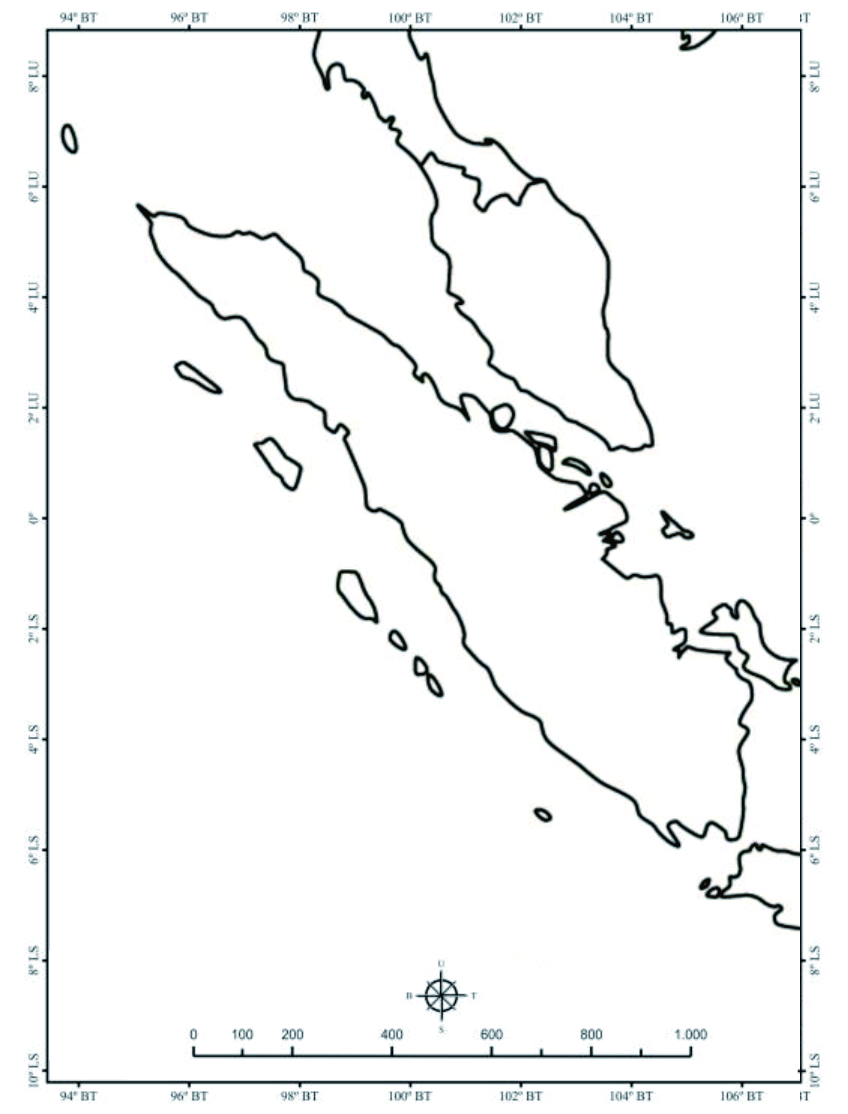 94° BT 96° BT 98° BT 100° BT 102° BT 104° BT 106° BT IT
8° LU 8° LU
6° LU 6° LU
4° LU 4° LU
2° LU 2° LU
0° 0°
2° LS 2° LS
4° LS 4° LS
6° LS 6° LS
8° LS 8° LS
U
B T
S
0 100 200 400 600 800 1.000
10° LS 10° LS
94° BT 96° BT 98° BT 100° BT 102° BT 104° BT 106° BT IT